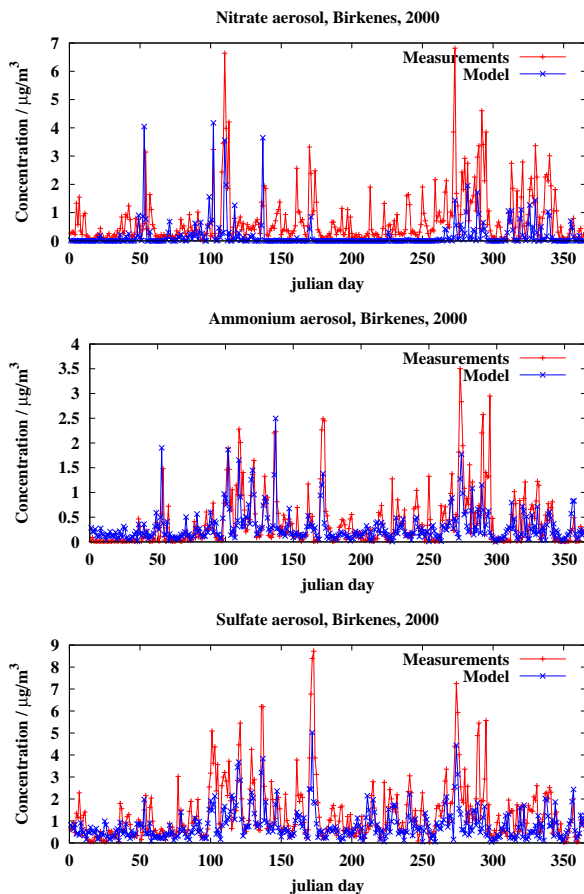 Nitrate aerosol, Birkenes, 2000
Concentration / μg/m³
7
6
5
4
3
2
1
0
Measurements
Model
0 50 100 150 200 250 300 350
julian day
Ammonium aerosol, Birkenes, 2000
Concentration / μg/m³
4
3.5
3
2.5
2
1.5
1
0.5
0
Measurements
Model
0 50 100 150 200 250 300 350
julian day
Sulfate aerosol, Birkenes, 2000
Concentration / μg/m³
9
8
7
6
5
4
3
2
1
0
Measurements
Model
0 50 100 150 200 250 300 350
julian day